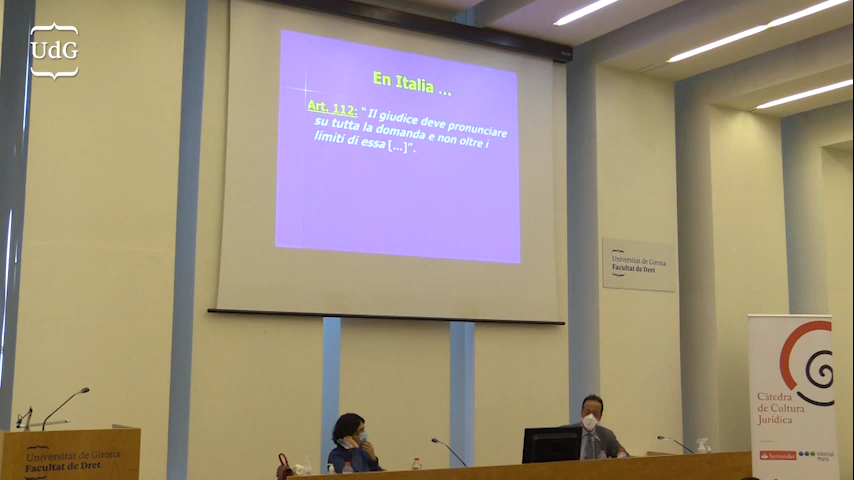 UdG
En Italia ...
Art. 112: "Il giudice deve pronunciare
su tutta la domanda e non oltre i
limiti di essa [...]".
Universitat de Girona
Facultat de Dret
Càtedra
de Cultura
Jurídica
Santander
Universitat de Girona
Facultat de Dret